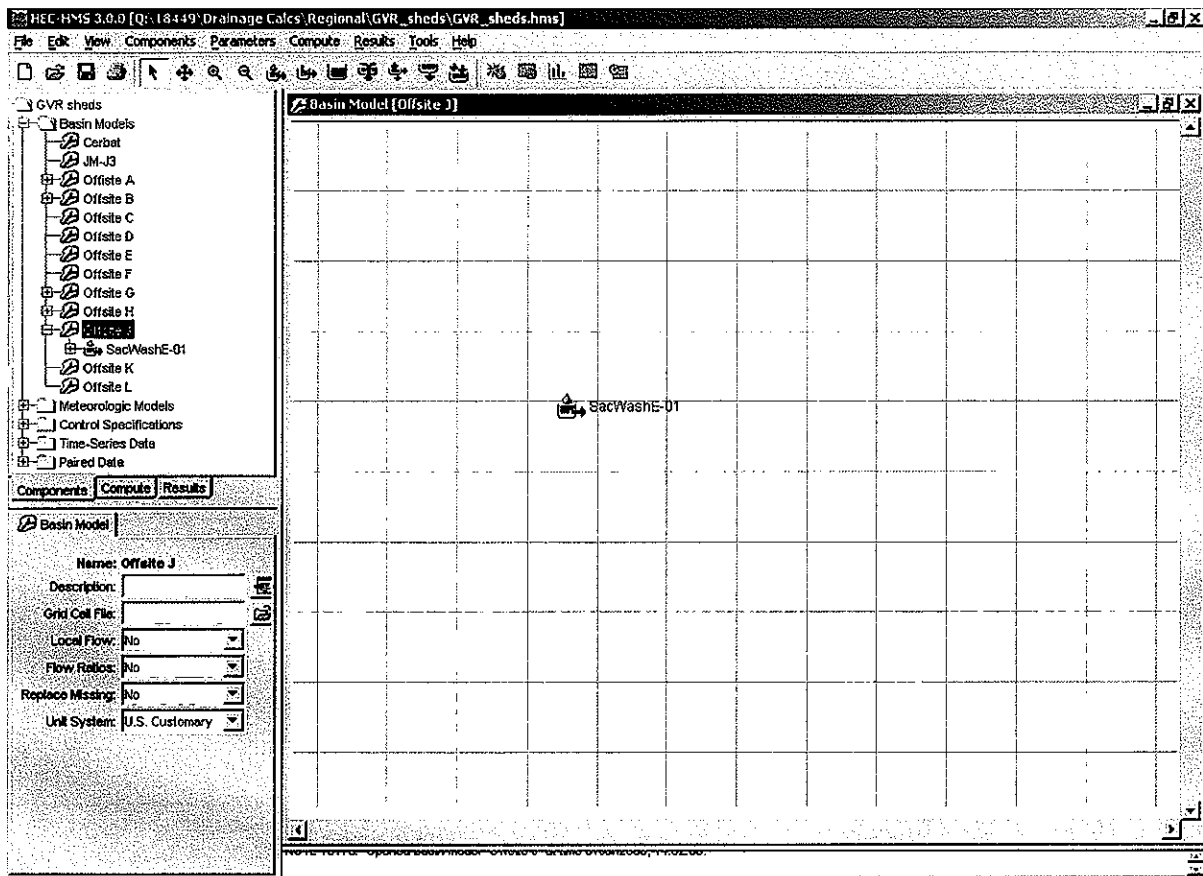 HEC-HMS 3.0.0 [Q:\18449\Drainage Calcs\Regional\GVR_sheds\GVR_sheds.hms]
File Edit View Components Parameters Compute Results Tools Help
GVR sheds
Basin Models
Cerbat
JM-J3
Offiste A
Offsite B
Offsite C
Offsite D
Offsite E
Offsite F
Offsite G
Offsite H
SacWashE-01
Offsite K
Offsite L
Meteorologic Models
Control Specifications
Time-Series Data
Paired Data
Components Compute Results
Basin Model
Name: Offsite J
Description:
Grid Cell File:
Local Flow: No
Flow Ratios: No
Replace Missing: No
Unit System: U.S. Customary
Basin Model [Offsite J]
SacWashE-01